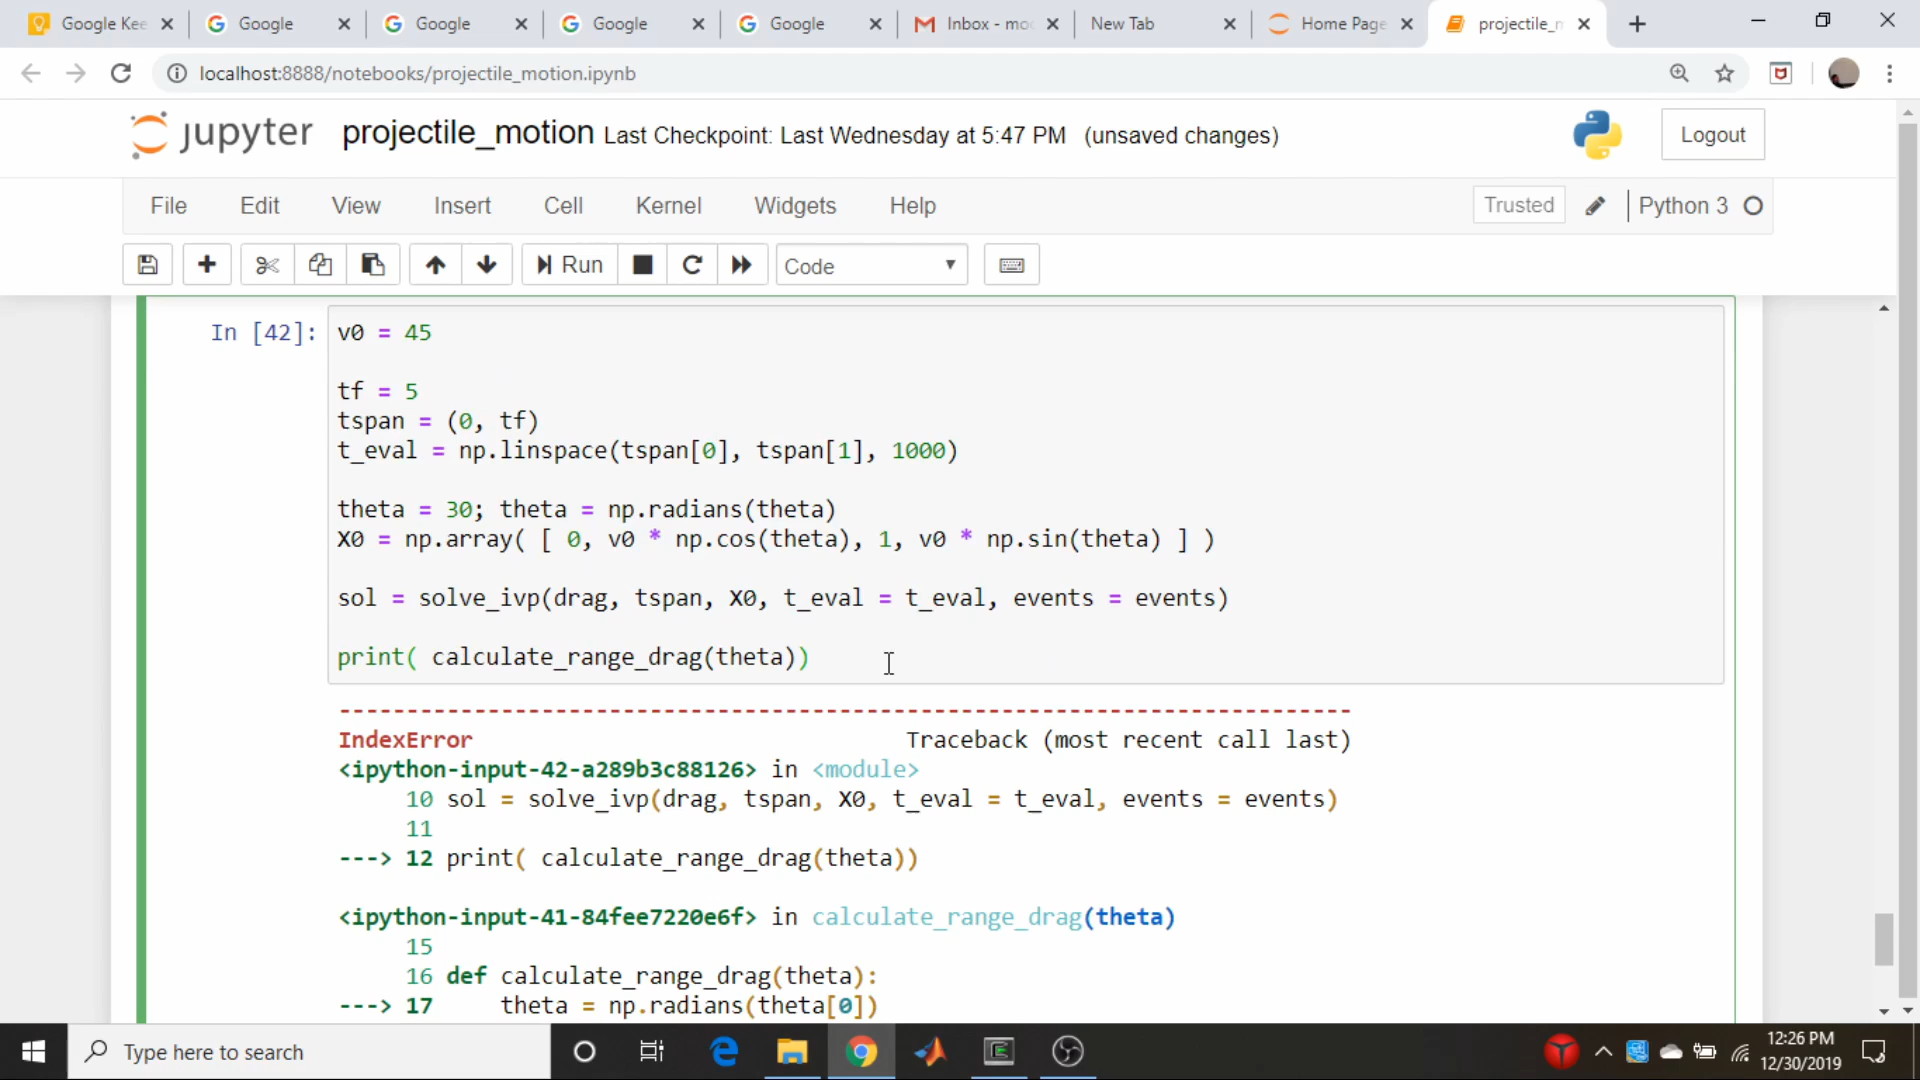 Google Kee
Google
Google
Google
Google
Inbox - mo
New Tab
Home Page
projectile_m
localhost:8888/notebooks/projectile_motion.ipynb
jupyter projectile_motion Last Checkpoint: Last Wednesday at 5:47 PM (unsaved changes)
Logout
File Edit View Insert Cell Kernel Widgets Help
Trusted Python 3
Run Code
In [42]: v0 = 45
tf = 5
tspan = (0, tf)
t_eval = np.linspace(tspan[0], tspan[1], 1000)
theta = 30; theta = np.radians(theta)
X0 = np.array( [ 0, v0 * np.cos(theta), 1, v0 * np.sin(theta) ] )
sol = solve_ivp(drag, tspan, X0, t_eval = t_eval, events = events)
print( calculate_range_drag(theta))
---------------------------------------------------------------------------
IndexError Traceback (most recent call last)
<ipython-input-42-a289b3c88126> in <module>
10 sol = solve_ivp(drag, tspan, X0, t_eval = t_eval, events = events)
11
---> 12 print( calculate_range_drag(theta))
<ipython-input-41-84fee7220e6f> in calculate_range_drag(theta)
15
16 def calculate_range_drag(theta):
---> 17 theta = np.radians(theta[0])
Type here to search
12:26 PM
12/30/2019